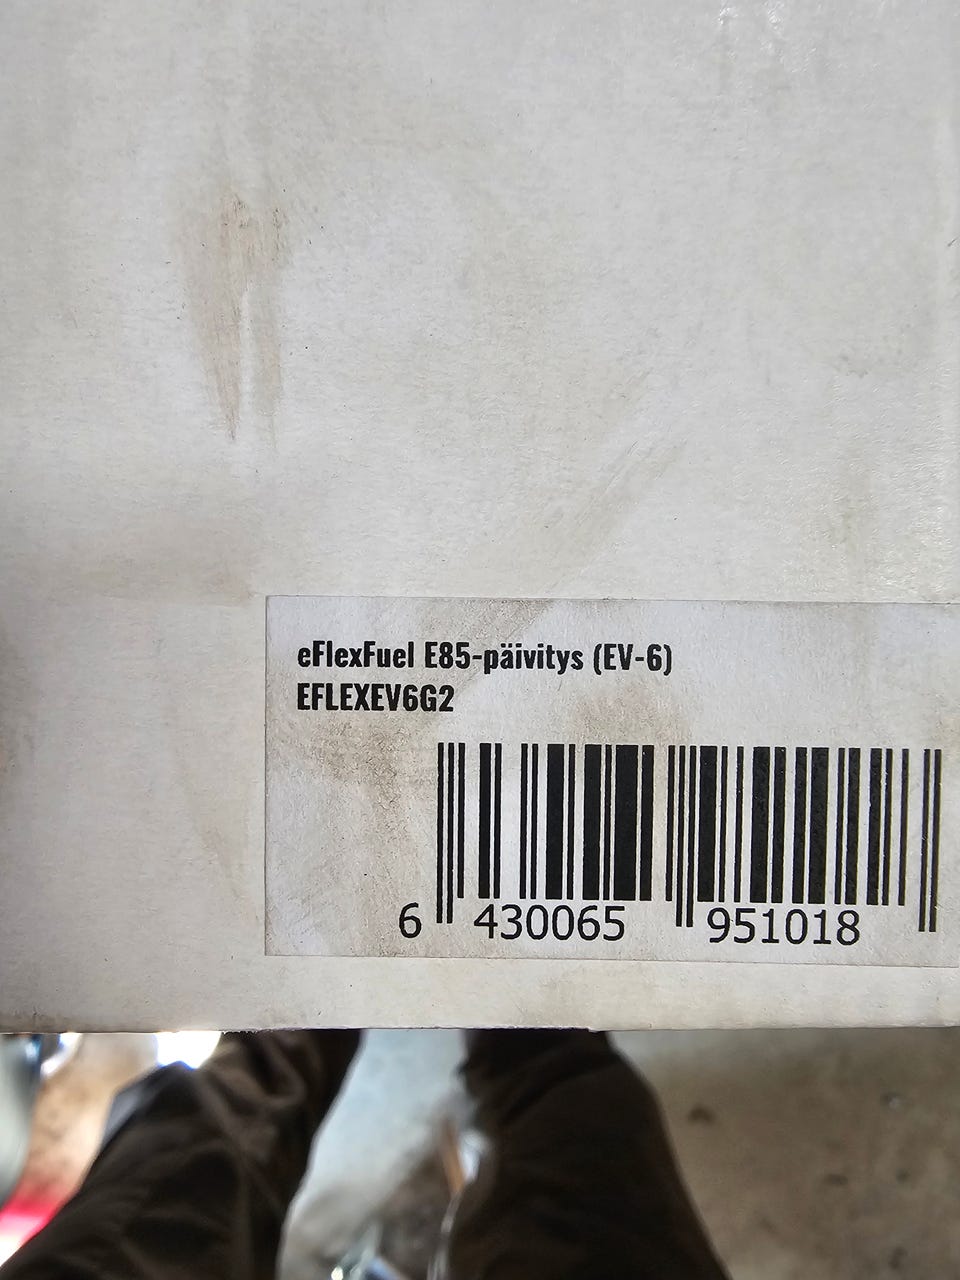 eFlexFuel E85-päivitys (EV-6)
EFLEXEV6G2
6 430065 951018